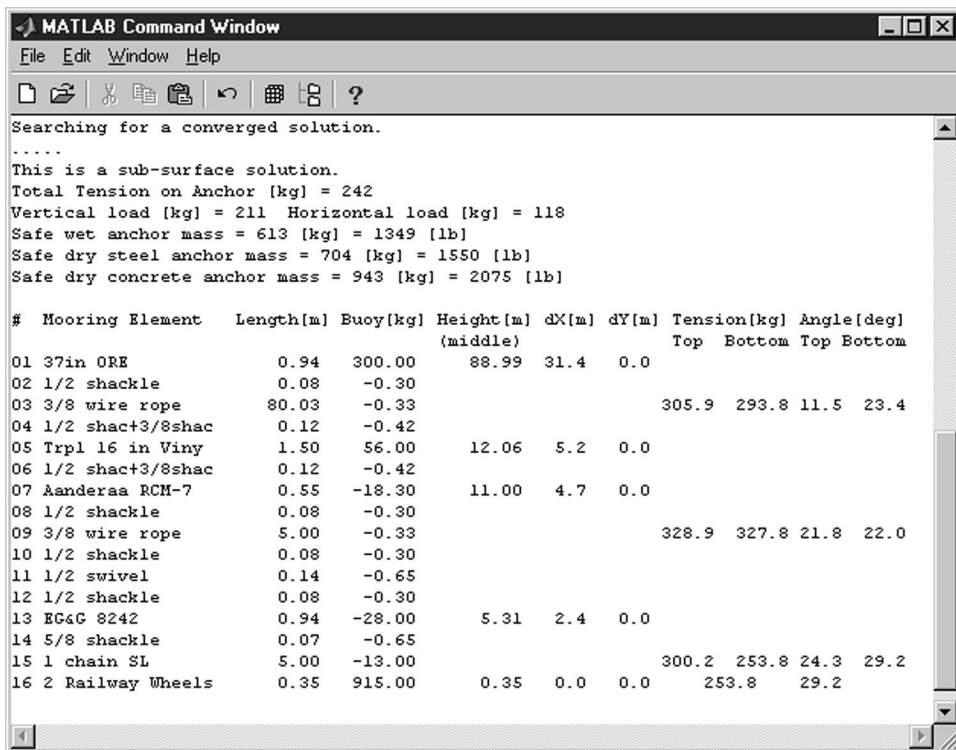 MATLAB Command Window
File Edit Window Help
?
Searching for a converged solution.
.....
This is a sub-surface solution.
Total Tension on Anchor [kg] = 242
Vertical load [kg] = 211  Horizontal load [kg] = 118
Safe wet anchor mass = 613 [kg] = 1349 [lb]
Safe dry steel anchor mass = 704 [kg] = 1550 [lb]
Safe dry concrete anchor mass = 943 [kg] = 2075 [lb]
#  Mooring Element   Length[m] Buoy[kg] Height[m] dX[m] dY[m] Tension[kg] Angle[deg]
(middle)   Top  Bottom Top Bottom
01 37in ORE   0.94   300.00   88.99   31.4   0.0
02 1/2 shackle   0.08   -0.30
03 3/8 wire rope   80.03   -0.33   305.9   293.8 11.5   23.4
04 1/2 shac+3/8shac   0.12   -0.42
05 Trpl 16 in Viny   1.50   56.00   12.06   5.2   0.0
06 1/2 shac+3/8shac   0.12   -0.42
07 Aanderaa RCM-7   0.55   -18.30   11.00   4.7   0.0
08 1/2 shackle   0.08   -0.30
09 3/8 wire rope   5.00   -0.33   328.9   327.8 21.8   22.0
10 1/2 shackle   0.08   -0.30
11 1/2 swivel   0.14   -0.65
12 1/2 shackle   0.08   -0.30
13 EG&G 8242   0.94   -28.00   5.31   2.4   0.0
14 5/8 shackle   0.07   -0.65
15 1 chain SL   5.00   -13.00   300.2   253.8 24.3   29.2
16 2 Railway Wheels   0.35   915.00   0.35   0.0   0.0   253.8   29.2